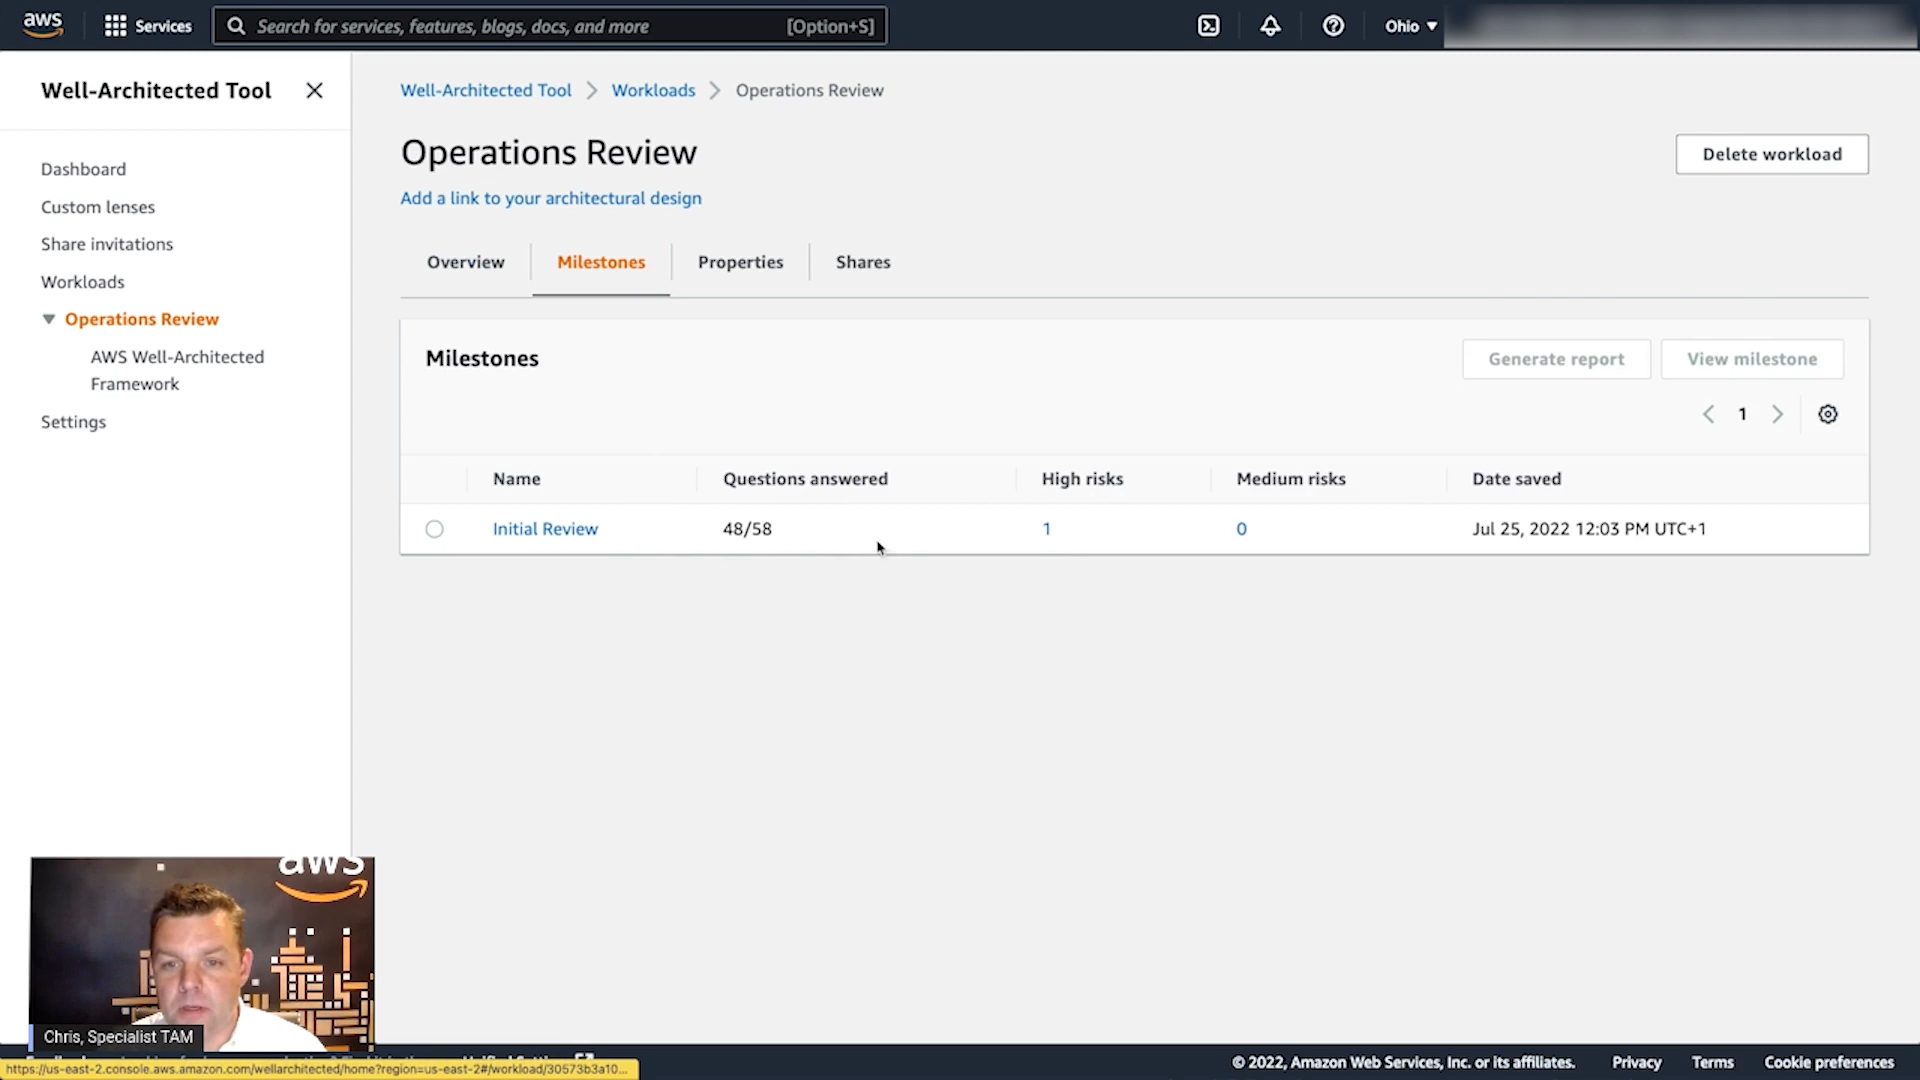 aws
Services
Search for services, features, blogs, docs, and more
[Option+S]
Ohio
Well-Architected Tool
Dashboard
Custom lenses
Share invitations
Workloads
Operations Review
AWS Well-Architected
Framework
Settings
Well-Architected Tool
Workloads
Operations Review
Operations Review
Delete workload
Add a link to your architectural design
Overview
Milestones
Properties
Shares
Milestones
Generate report
View milestone
1
Name
Questions answered
High risks
Medium risks
Date saved
Initial Review
48/58
1
0
Jul 25, 2022 12:03 PM UTC+1
aws
Chris, Specialist TAM
https://us-east-2.console.aws.amazon.com/wellarchitected/home?region=us-east-2#/workload/30573b3a10...
© 2022, Amazon Web Services, Inc. or its affiliates.
Privacy
Terms
Cookie preferences